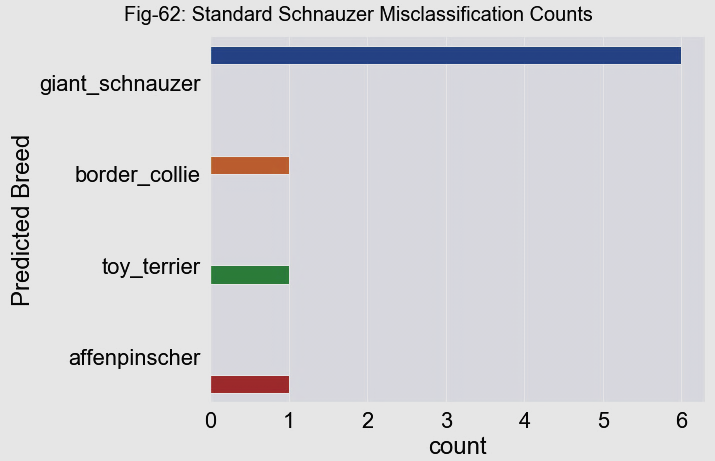 Fig-62: Standard Schnauzer Misclassification Counts
Predicted Breed
giant_schnauzer
border_collie
toy_terrier
affenpinscher
0 1 2 3 4 5 6
count